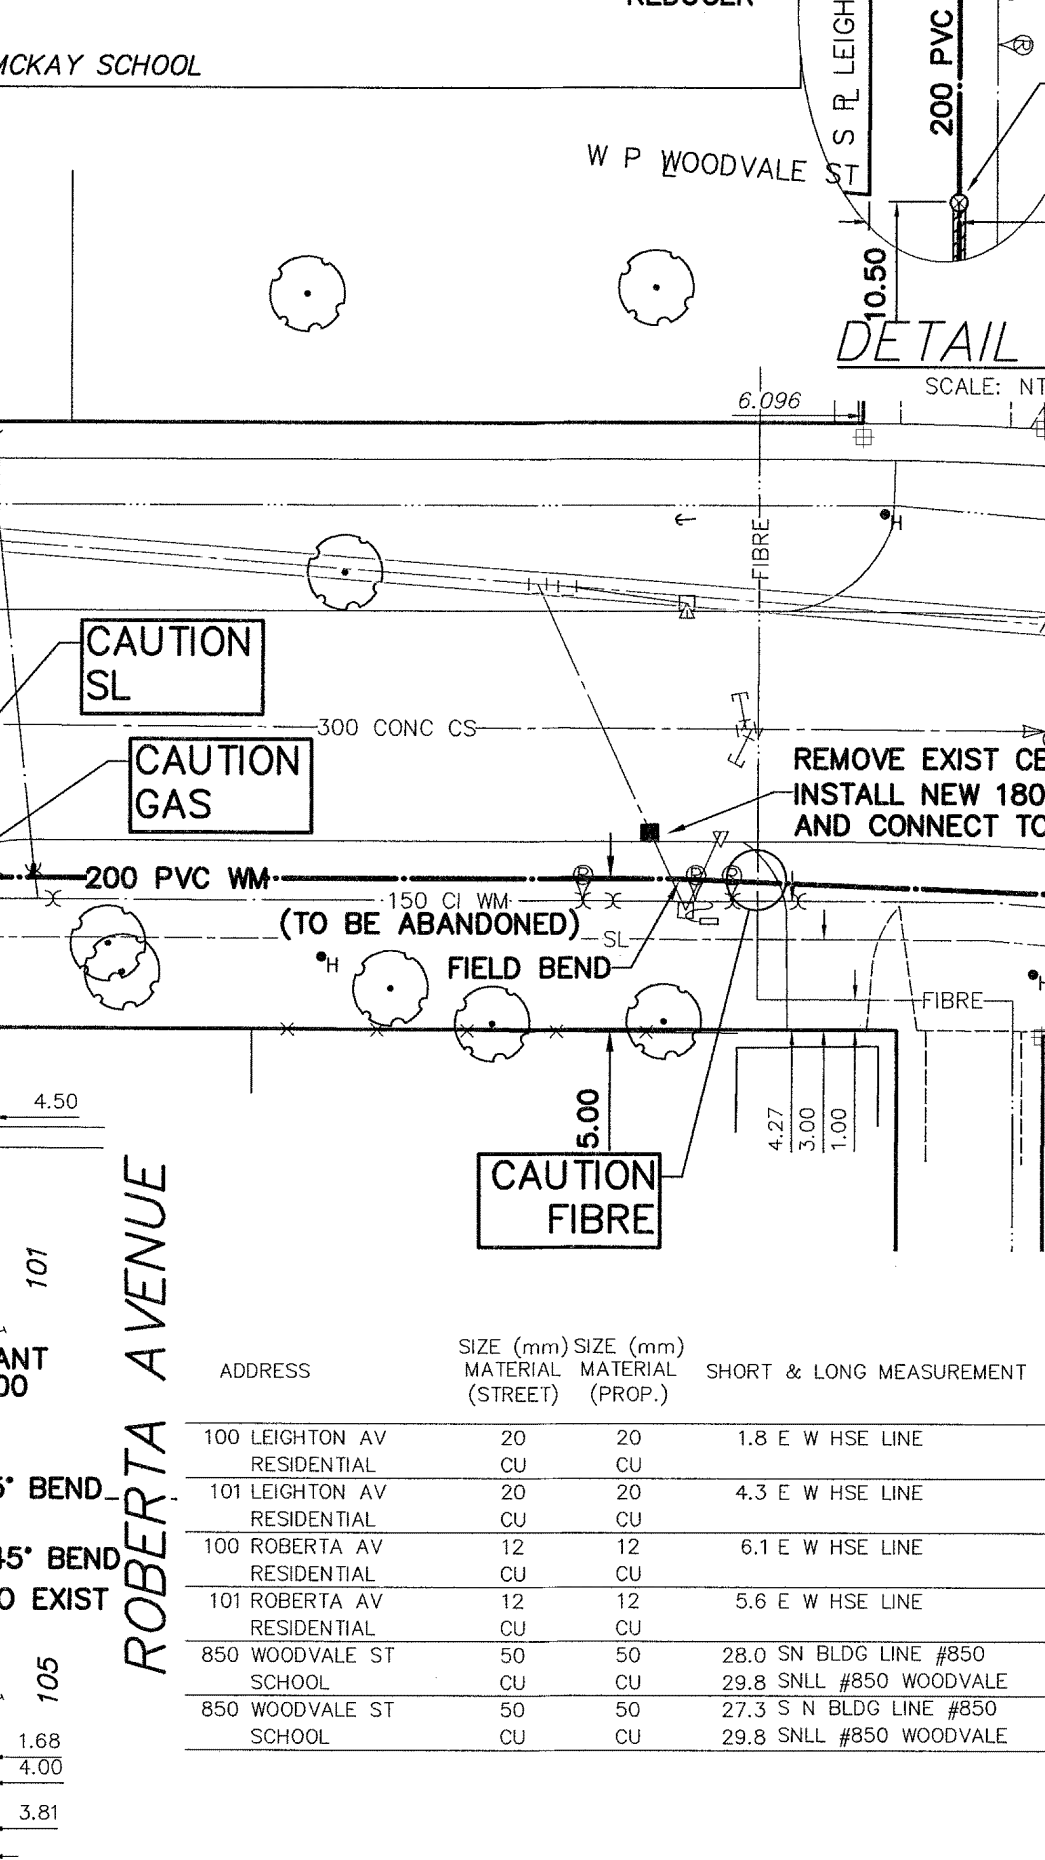 REDUCER
MCKAY SCHOOL
S PL LEIGH
200 PVC
W PL WOODVALE ST
10.50
DETAIL
SCALE: NT
6.096
H
FIBRE
CAUTION
SL
300 CONC CS
CAUTION
GAS
REMOVE EXIST CE
INSTALL NEW 180
AND CONNECT TO
200 PVC WM
150 CI WM
(TO BE ABANDONED)
SL
H
FIELD BEND
FIBRE
H
5.00
4.27
3.00
1.00
4.50
CAUTION
FIBRE
ROBERTA AVENUE
101
ANT
00
5° BEND
45° BEND
O EXIST
105
1.68
4.00
3.81
ADDRESS SIZE (mm) MATERIAL (STREET) SIZE (mm) MATERIAL (PROP.) SHORT & LONG MEASUREMENT
100 LEIGHTON AV 20 20 1.8 E W HSE LINE
RESIDENTIAL CU CU
101 LEIGHTON AV 20 20 4.3 E W HSE LINE
RESIDENTIAL CU CU
100 ROBERTA AV 12 12 6.1 E W HSE LINE
RESIDENTIAL CU CU
101 ROBERTA AV 12 12 5.6 E W HSE LINE
RESIDENTIAL CU CU
850 WOODVALE ST 50 50 28.0 SN BLDG LINE #850
SCHOOL CU CU 29.8 SNLL #850 WOODVALE
850 WOODVALE ST 50 50 27.3 S N BLDG LINE #850
SCHOOL CU CU 29.8 SNLL #850 WOODVALE